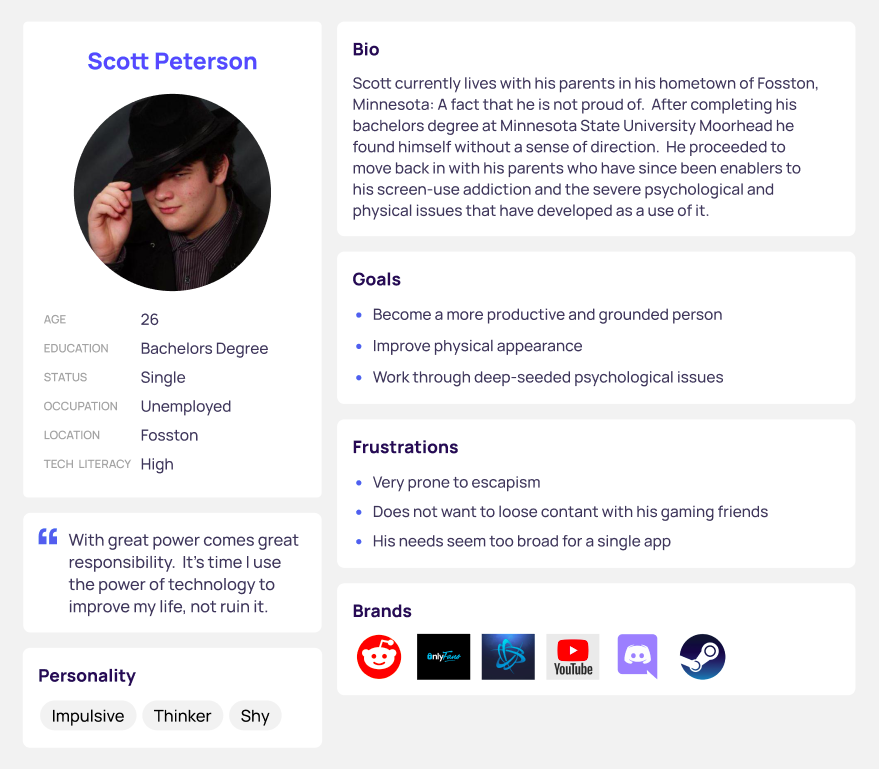 Scott Peterson
AGE 26
EDUCATION Bachelors Degree
STATUS Single
OCCUPATION Unemployed
LOCATION Fosston
TECH LITERACY High
“ With great power comes great
responsibility. It's time I use
the power of technology to
improve my life, not ruin it.
Personality
Impulsive Thinker Shy
Bio
Scott currently lives with his parents in his hometown of Fosston,
Minnesota: A fact that he is not proud of. After completing his
bachelors degree at Minnesota State University Moorhead he
found himself without a sense of direction. He proceeded to
move back in with his parents who have since been enablers to
his screen-use addiction and the severe psychological and
physical issues that have developed as a use of it.
Goals
• Become a more productive and grounded person
• Improve physical appearance
• Work through deep-seeded psychological issues
Frustrations
• Very prone to escapism
• Does not want to loose contant with his gaming friends
• His needs seem too broad for a single app
Brands
OnlyFans
YouTube